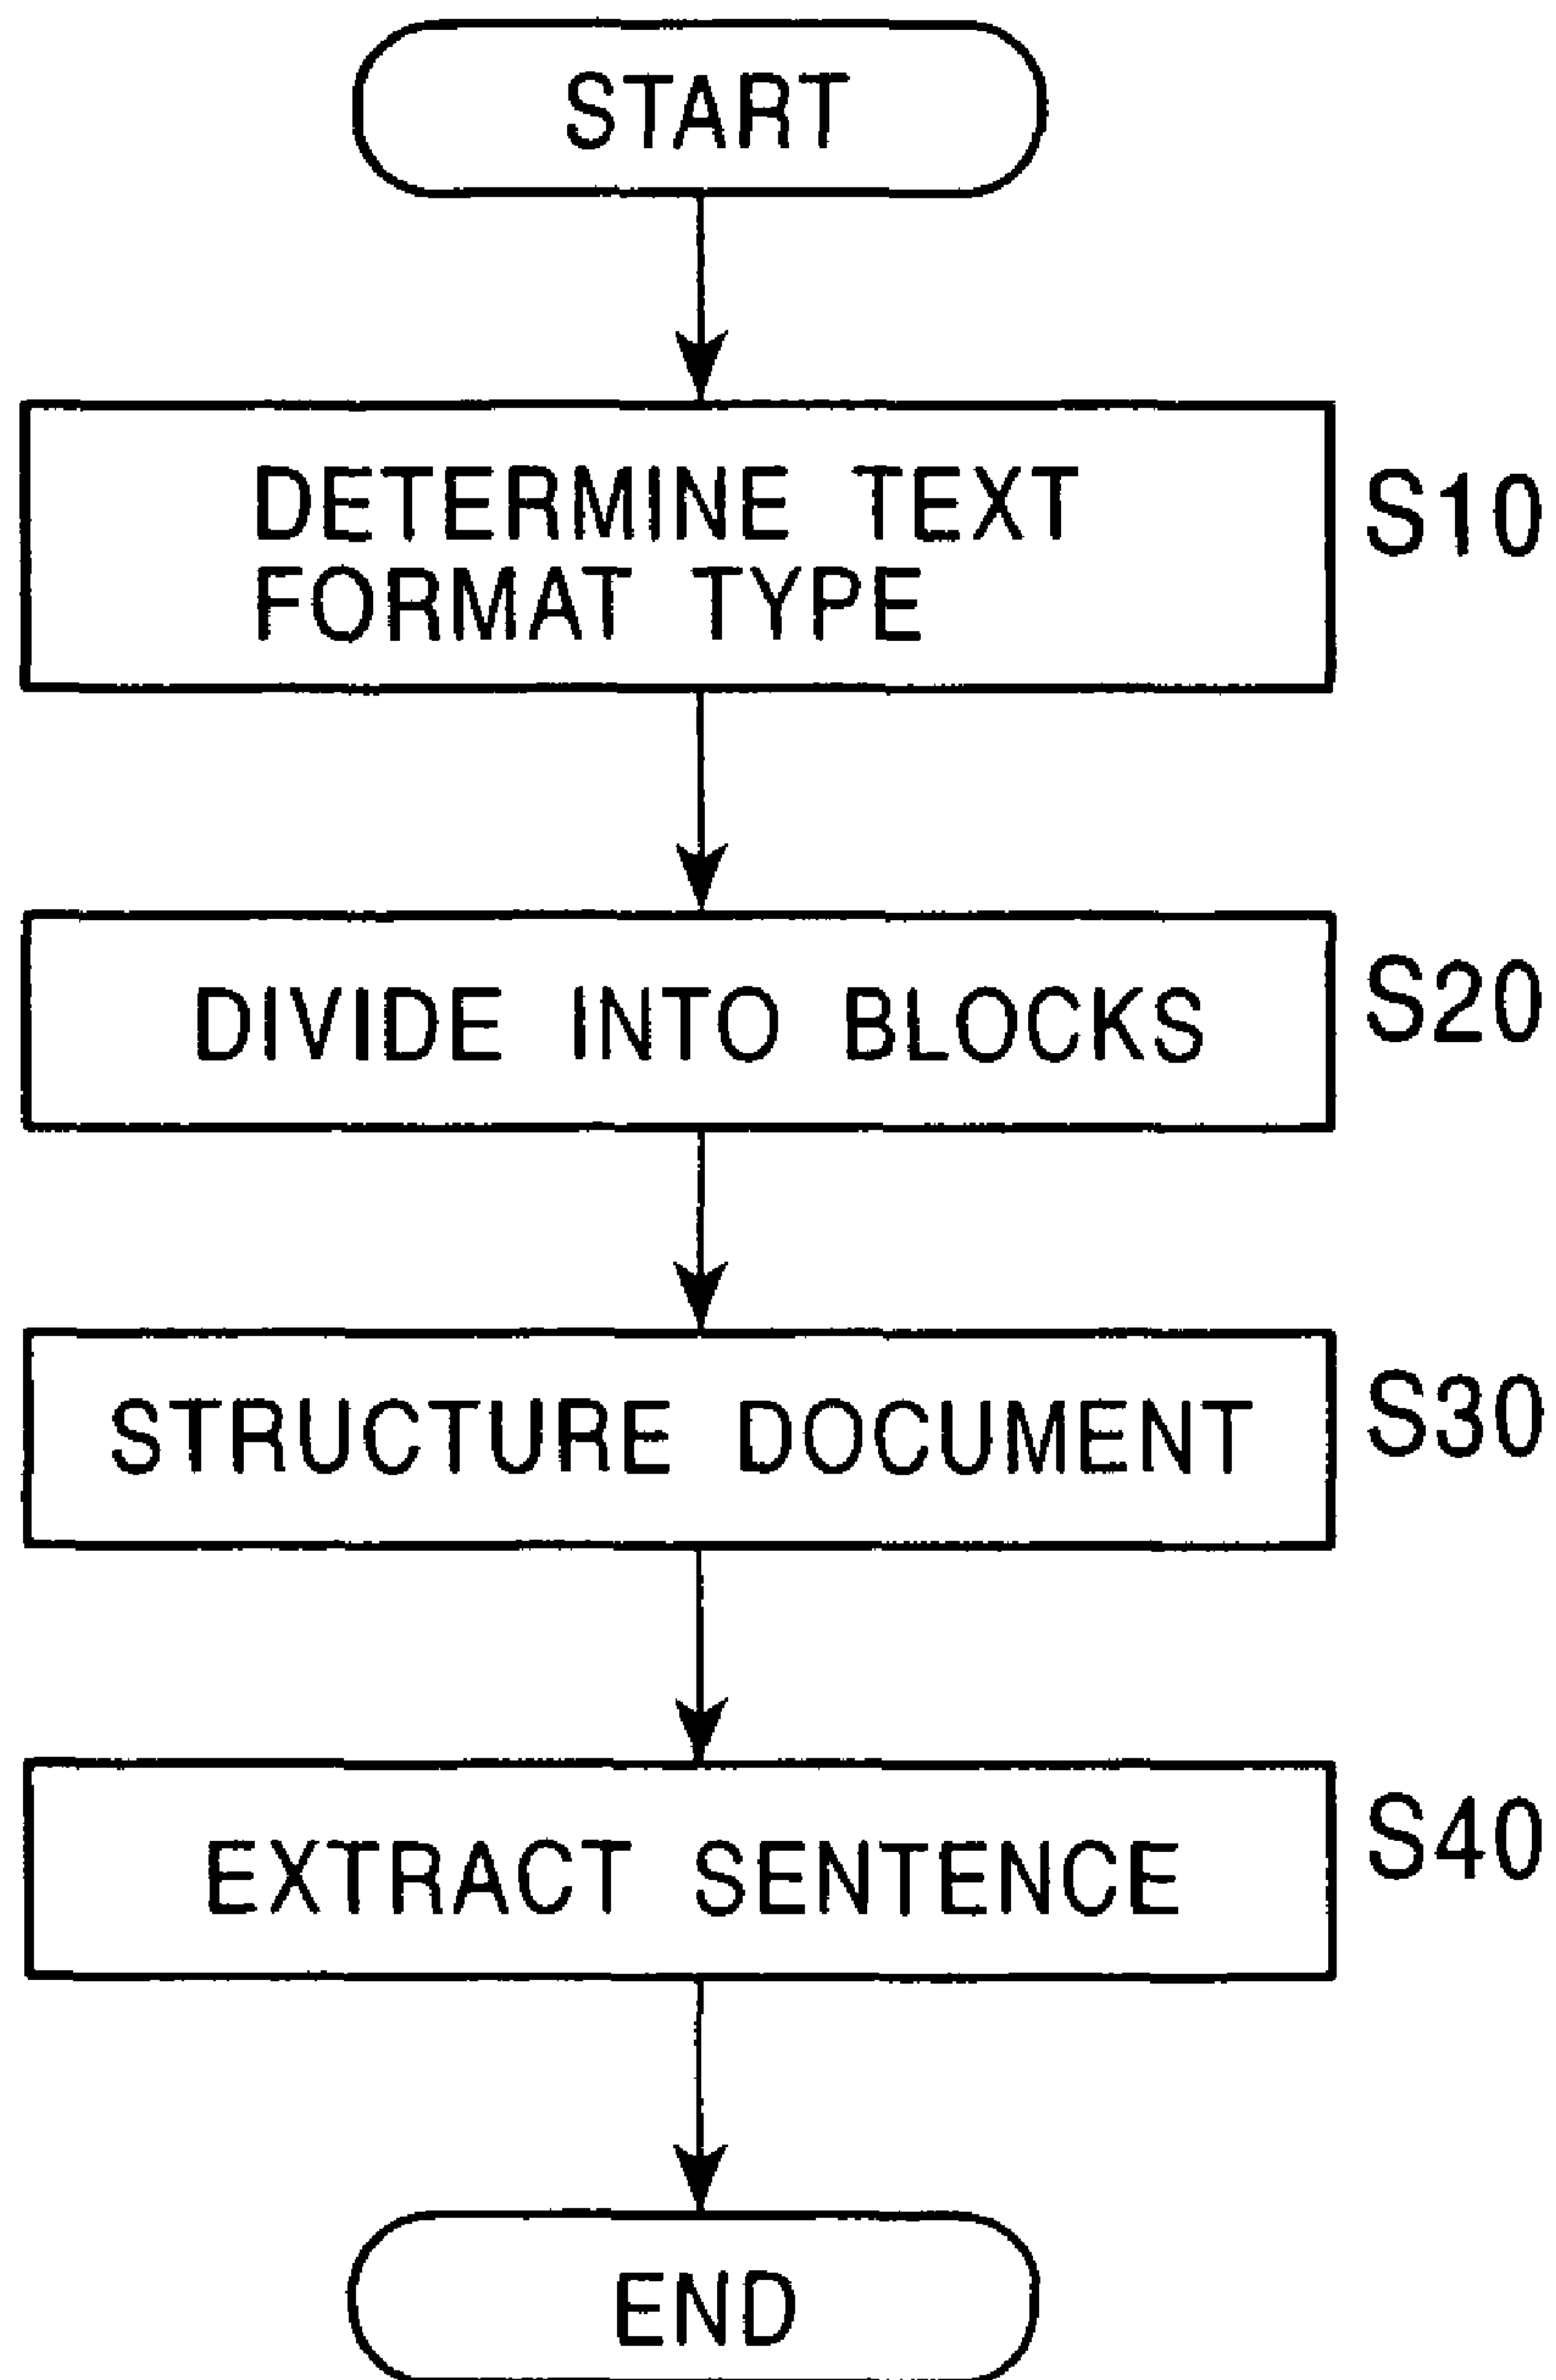 START
DETERMINE TEXT
FORMAT TYPE
S10
DIVIDE INTO BLOCKS
S20
STRUCTURE DOCUMENT
S30
EXTRACT SENTENCE
S40
END